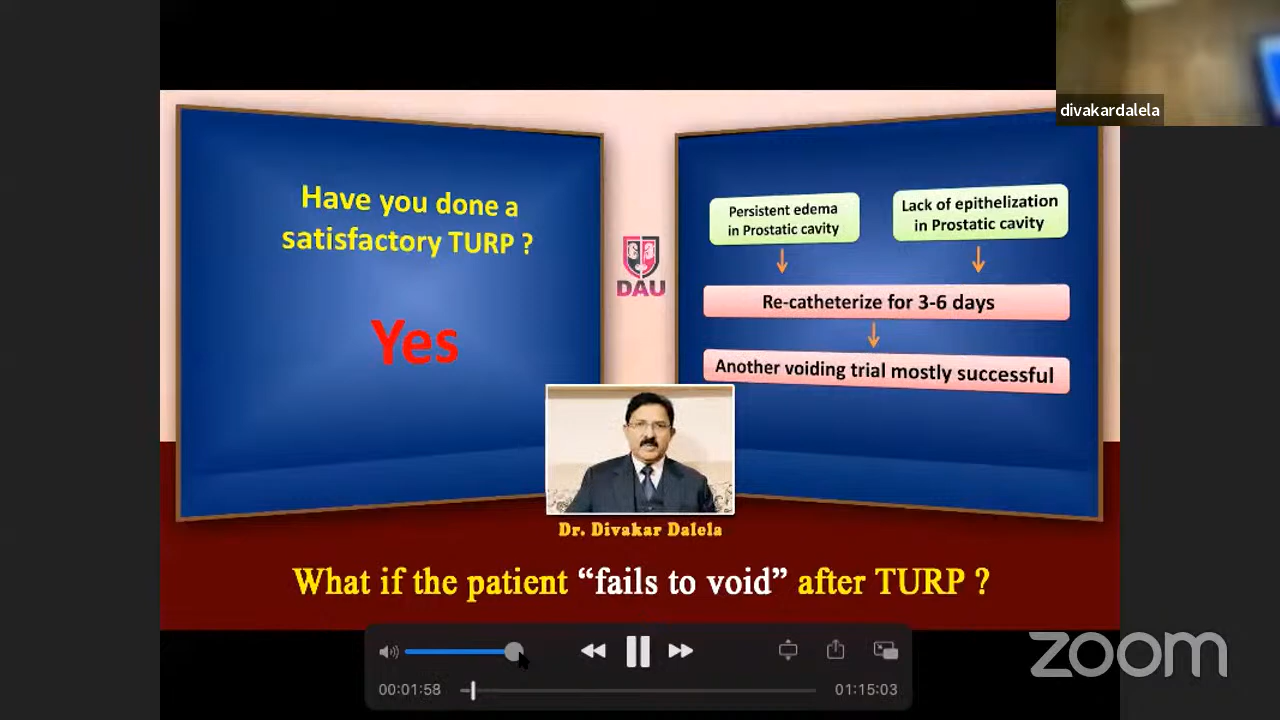 divakardalela
Have you done a
satisfactory TURP ?
Yes
DAU
Persistent edema
in Prostatic cavity
Lack of epithelization
in Prostatic cavity
Re-catheterize for 3-6 days
Another voiding trial mostly successful
Dr. Divakar Dalela
What if the patient “fails to void” after TURP ?
00:01:58
01:15:03
zoom